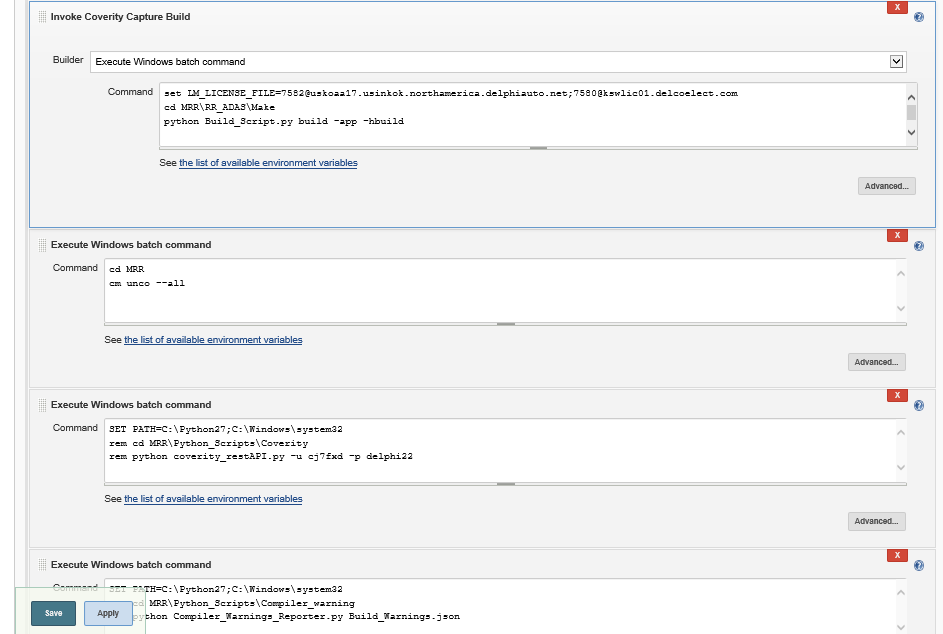 X
Invoke Coverity Capture Build
Builder Execute Windows batch command
Command set LM_LICENSE_FILE=7582@uskoaa17.usinkok.northamerica.delphiauto.net;7580@kswlic01.delcoelect.com
cd MRR\RR_ADAS\Make
python Build_Script.py build -app -hbuild
See the list of available environment variables
Advanced...
X
Execute Windows batch command
Command cd MRR
cm unco --all
See the list of available environment variables
Advanced...
X
Execute Windows batch command
Command SET PATH=C:\Python27;C:\Windows\system32
rem cd MRR\Python_Scripts\Coverity
rem python coverity_restAPI.py -u cj7fxd -p delphi22
See the list of available environment variables
Advanced...
X
Execute Windows batch command
Command SET PATH=C:\Python27;C:\Windows\system32
cd MRR\Python_Scripts\Compiler_warning
python Compiler_Warnings_Reporter.py Build_Warnings.json
Save Apply